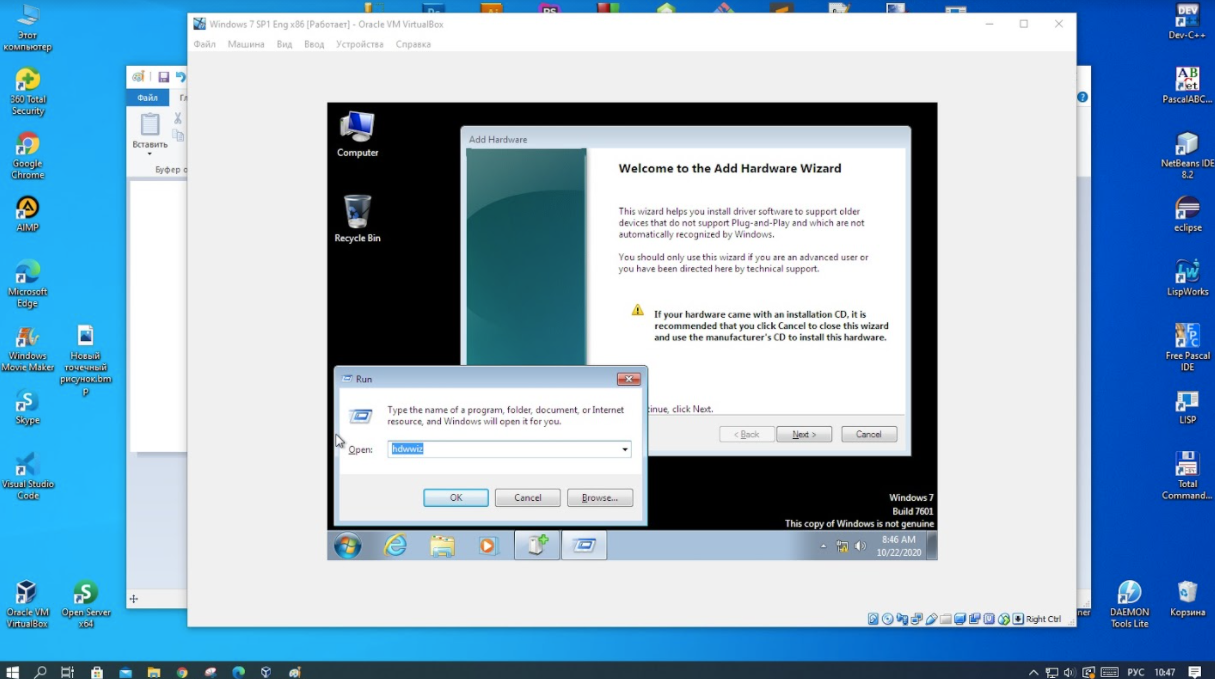 Windows 7 SP1 Eng x86 [Работает] - Oracle VM VirtualBox
Файл Машина Вид Ввод Устройства Справка
Этот
компьютер
360 Total
Security
Google
Chrome
AIMP
Microsoft
Edge
Windows
Movie Maker
Новый
точечный
рисунок.bm
p
Skype
Visual Studio
Code
Oracle VM
VirtualBox
Open Server
x64
Файл
Вставить
Буфер о
Computer
Recycle Bin
Add Hardware
Welcome to the Add Hardware Wizard
This wizard helps you install driver software to support older
devices that do not support Plug-and-Play and which are not
automatically recognized by Windows.
You should only use this wizard if you are an advanced user or
you have been directed here by technical support.
If your hardware came with an installation CD, it is
recommended that you click Cancel to close this wizard
and use the manufacturer's CD to install this hardware.
inue, click Next.
< Back Next > Cancel
Run
Type the name of a program, folder, document, or Internet
resource, and Windows will open it for you.
Open: hdwwiz
OK Cancel Browse...
Windows 7
Build 7601
This copy of Windows is not genuine
8:46 AM
10/22/2020
Right Ctrl
DEV
Dev-C++
PascalABC...
NetBeans IDE
8.2
eclipse
LispWorks
Free Pascal
IDE
LISP
Total
Command...
ner
DAEMON
Tools Lite
Корзина
РУС 10:47